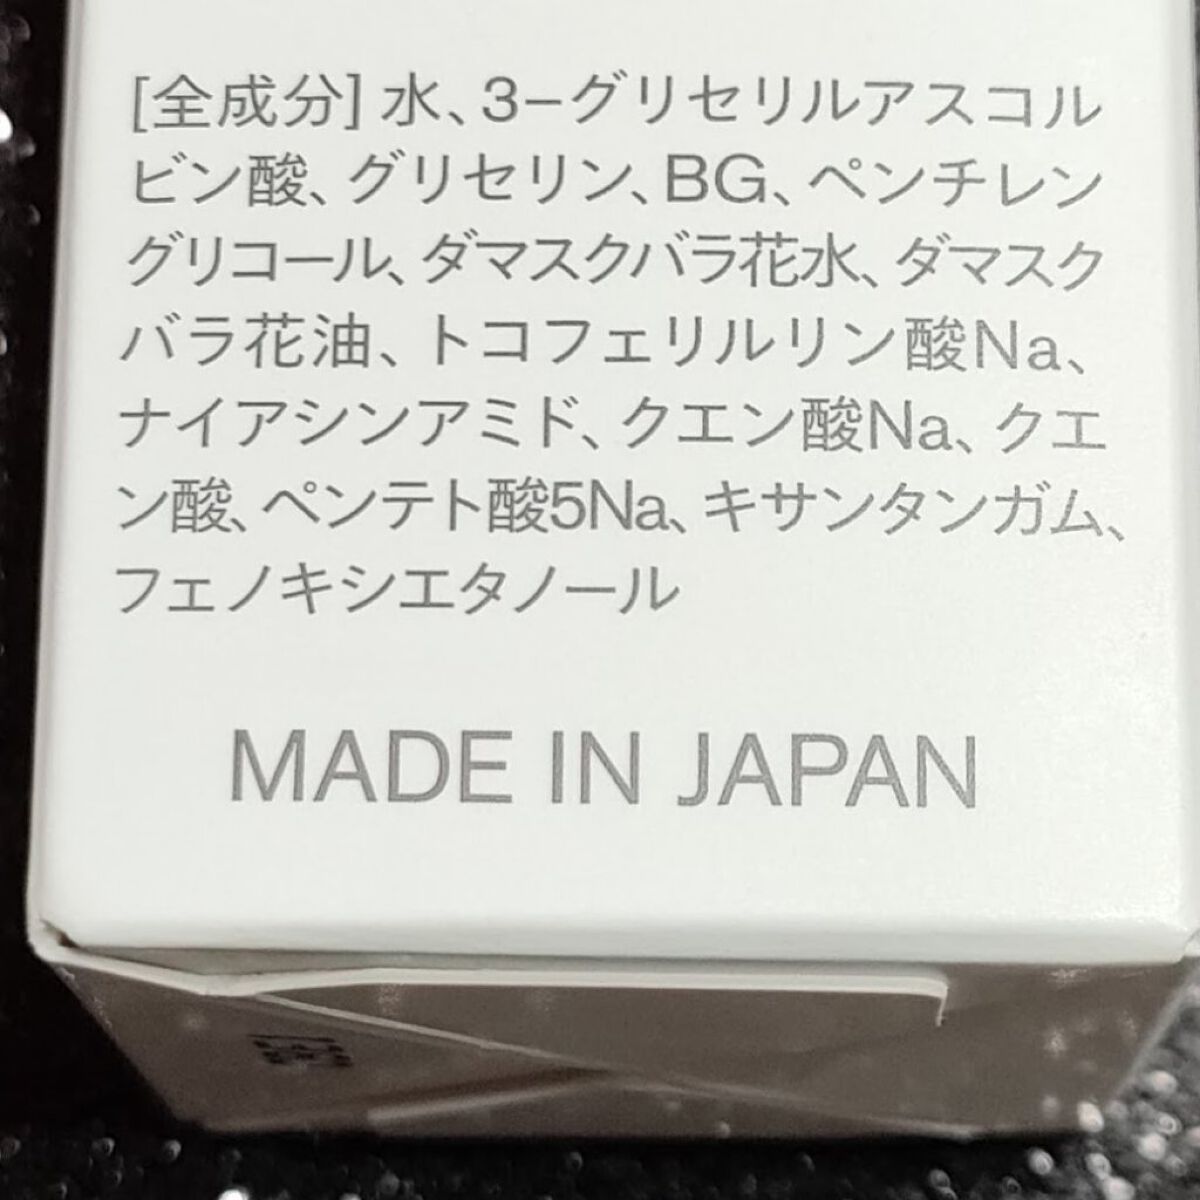 [全成分] 水、3−グリセリルアスコル
ビン酸、グリセリン、BG、ペンチレン
グリコール、ダマスクバラ花水、ダマスク
バラ花油、トコフェリルリン酸Na、
ナイアシンアミド、クエン酸Na、クエ
ン酸、ペンテト酸5Na、キサンタンガム、
フェノキシエタノール
MADE IN JAPAN